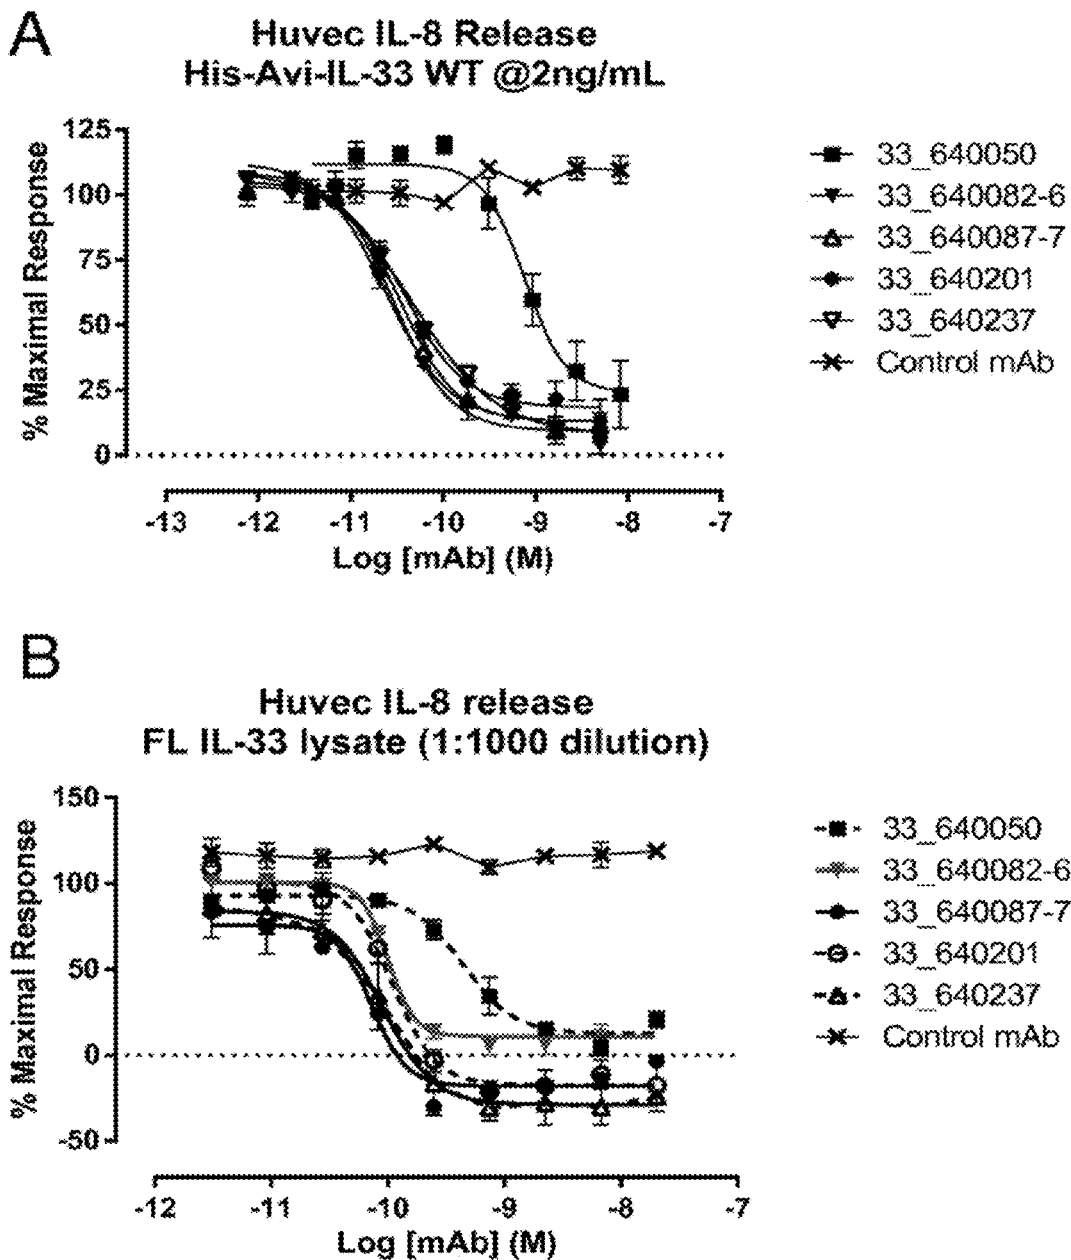 A
Huvec IL-8 Release
His-Avi-IL-33 WT @2ng/mL
% Maximal Response
125
100
75
50
25
0
-13
-12
-11
-10
-9
-8
-7
Log [mAb] (M)
33_640050
33_640082-6
33_640087-7
33_640201
33_640237
Control mAb
B
Huvec IL-8 release
FL IL-33 lysate (1:1000 dilution)
% Maximal Response
150
100
50
0
-50
-12
-11
-10
-9
-8
-7
Log [mAb] (M)
33_640050
33_640082-6
33_640087-7
33_640201
33_640237
Control mAb